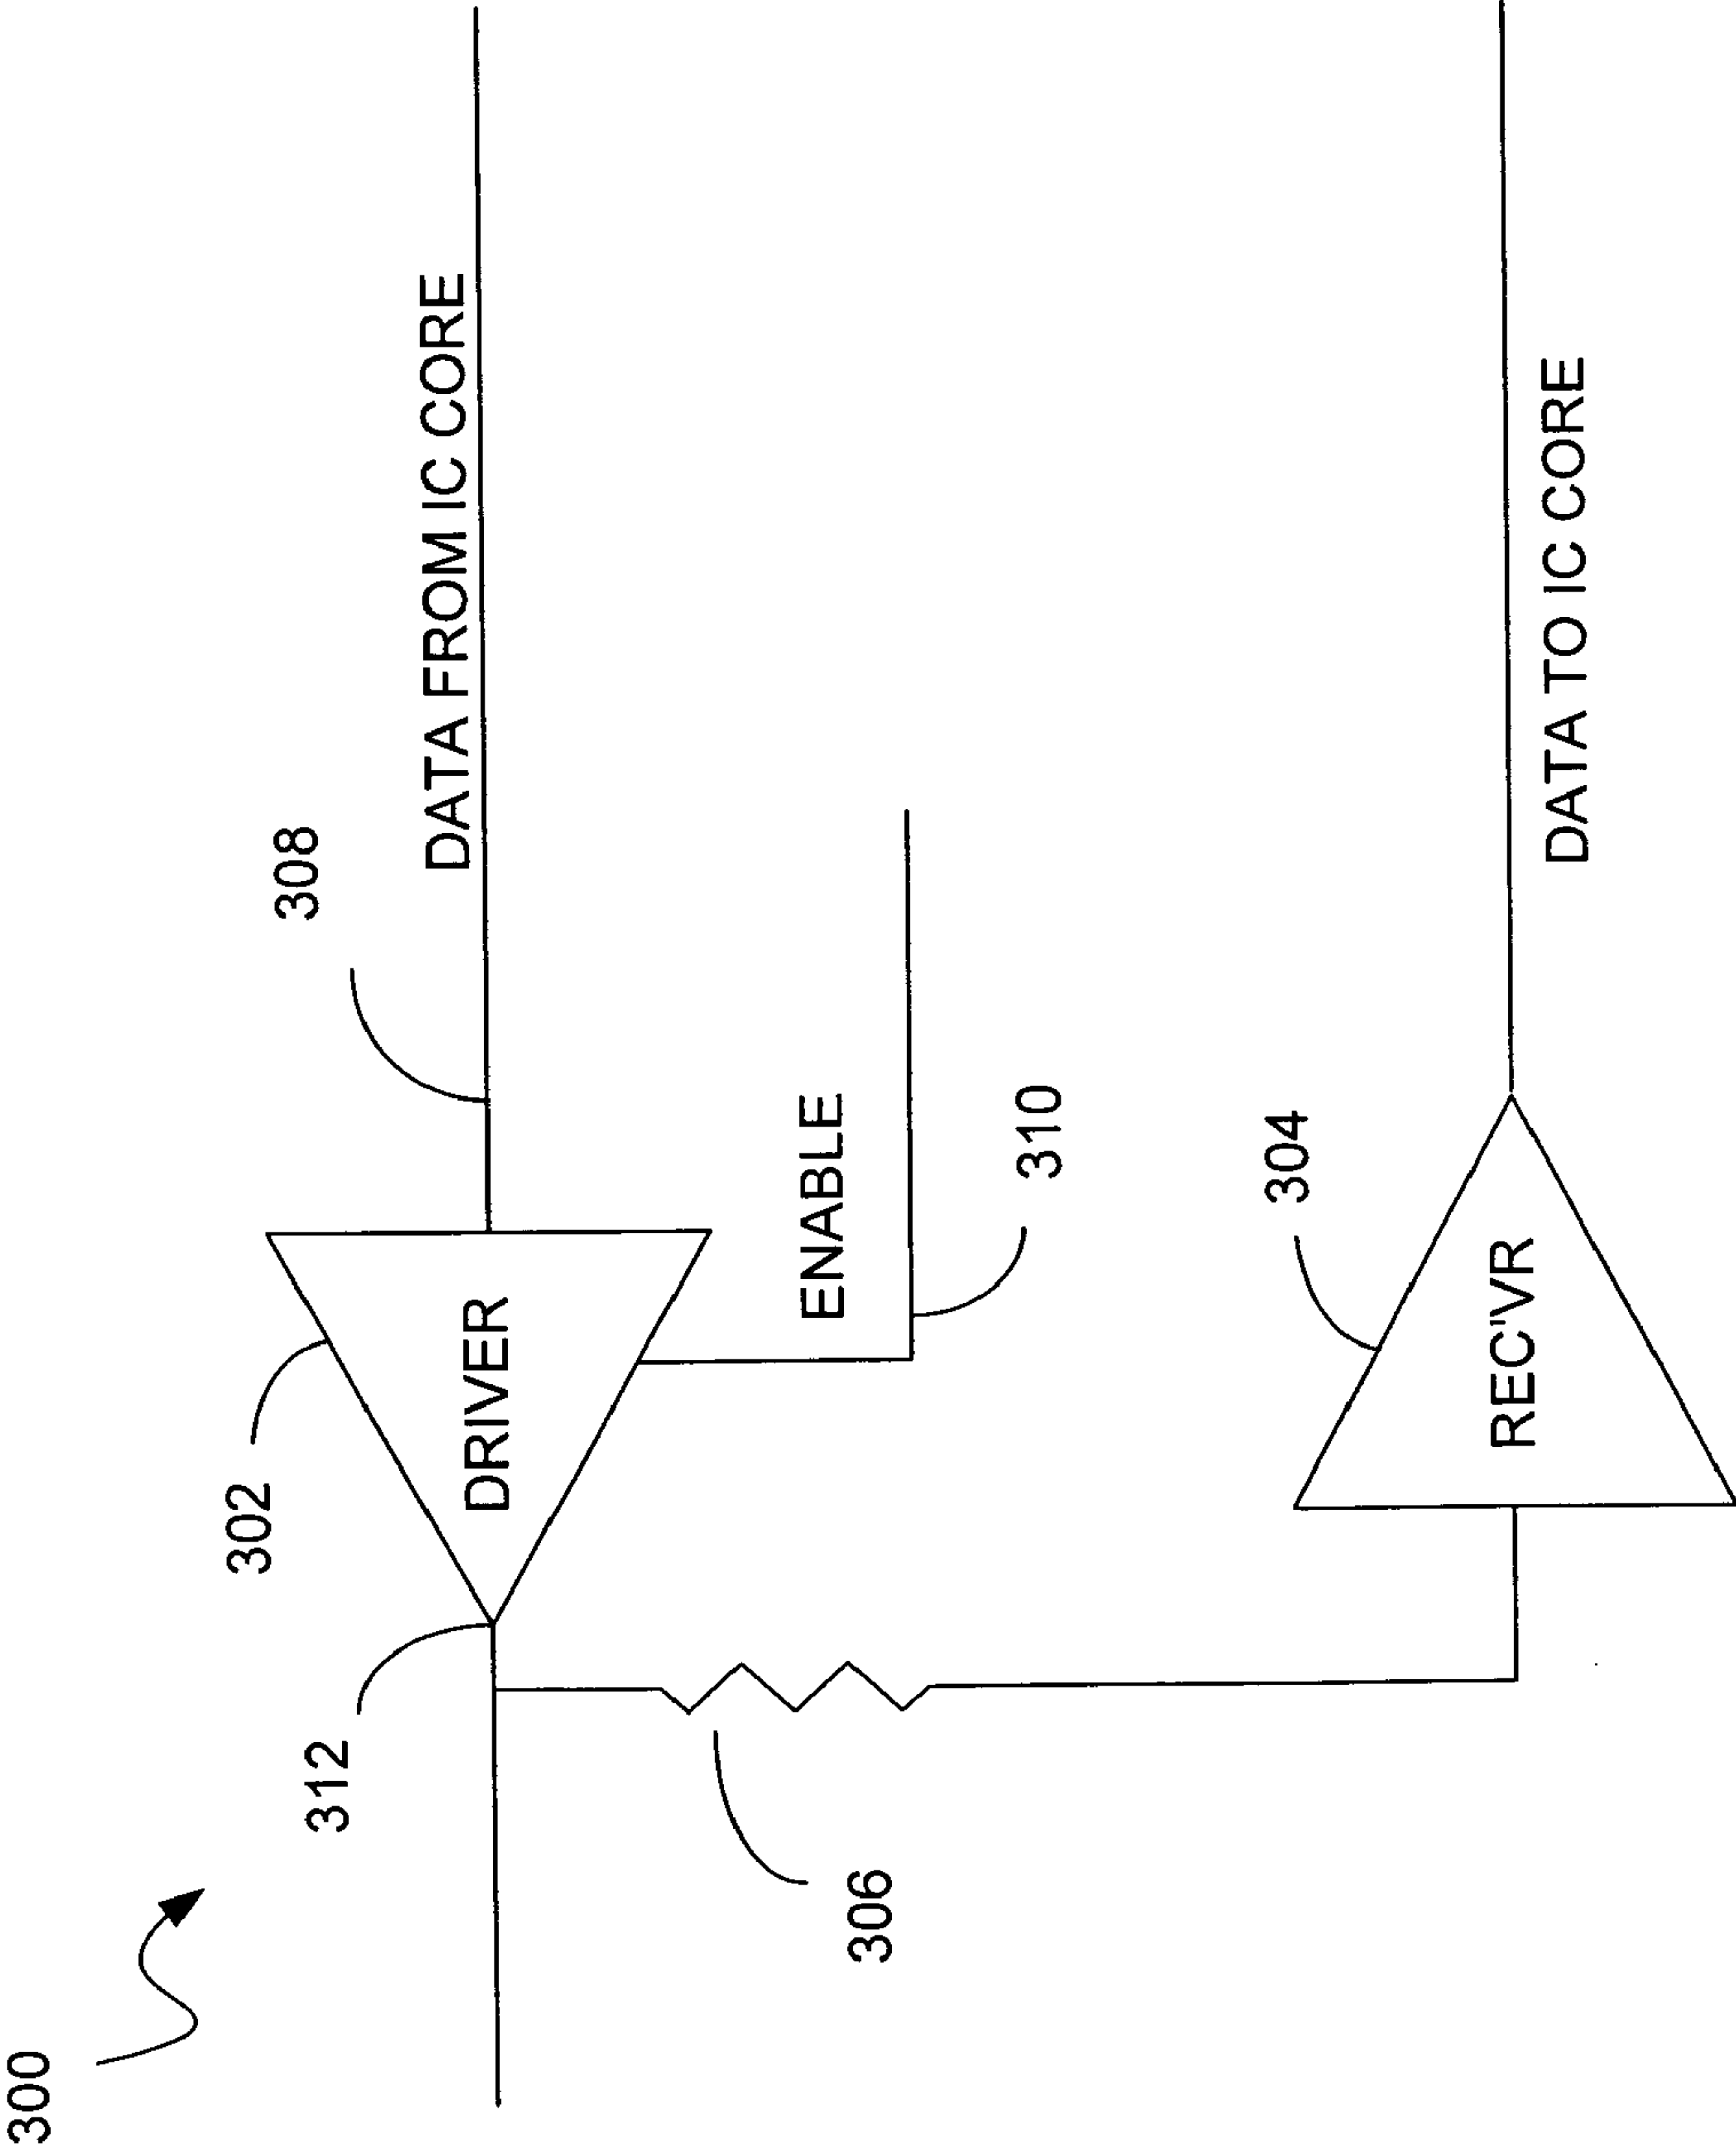 300
312
302
308
DATA FROM IC CORE
DRIVER
ENABLE
306
310
304
REC'VR
DATA TO IC CORE